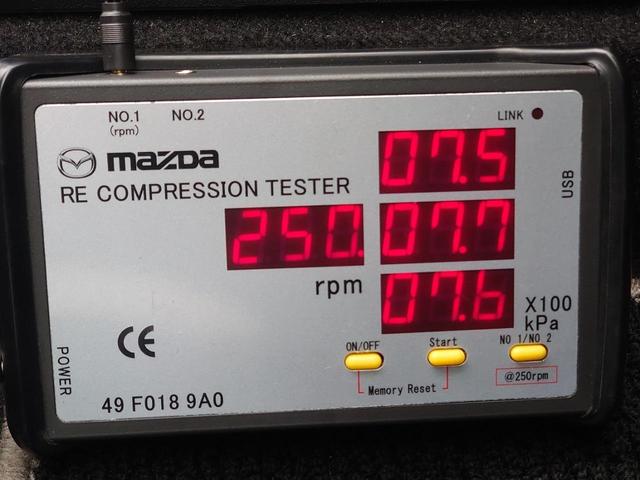 NO.1 NO.2
(rpm)
LINK
mazda
RE COMPRESSION TESTER
USB
07.5
250. 07.7
rpm
07.6
X100
kPa
ON/OFF Start NO 1/NO 2
Memory Reset
@250rpm
POWER
CE
49 F018 9A0